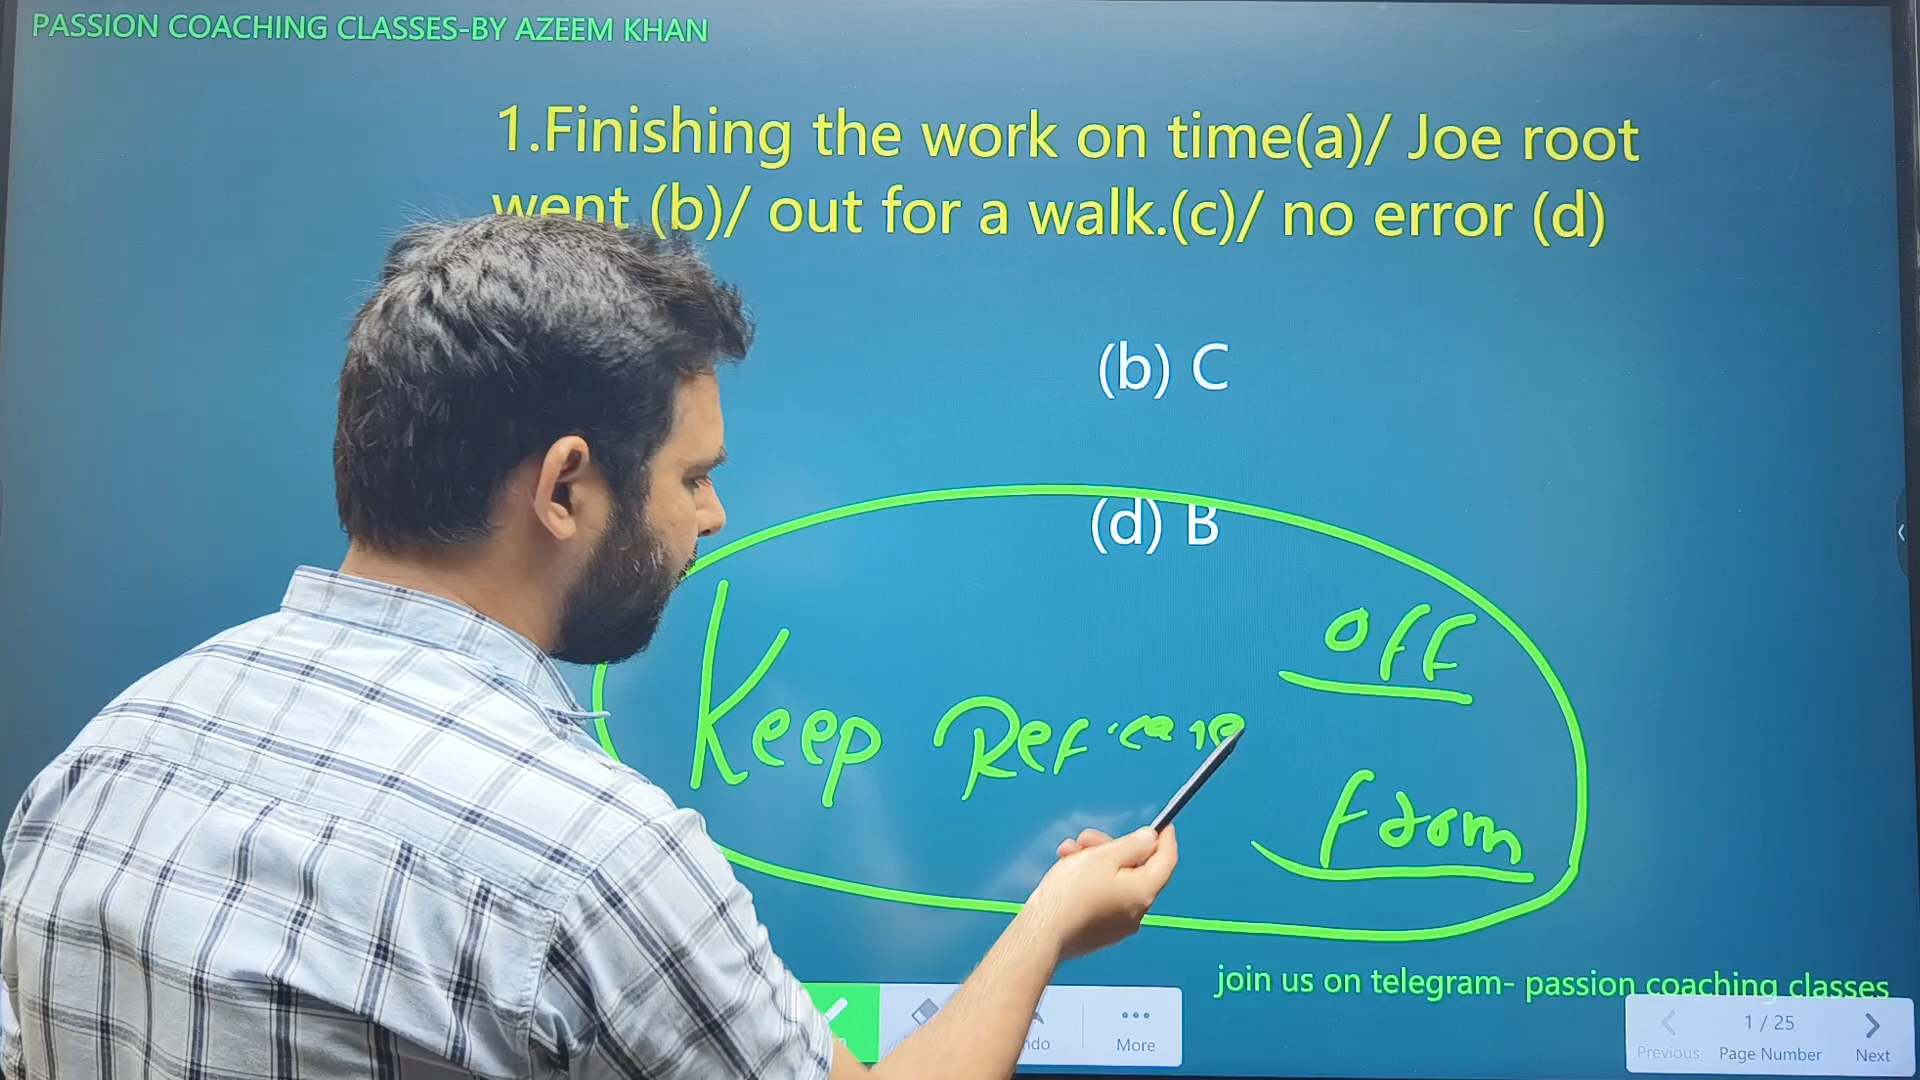 PASSION COACHING CLASSES-BY AZEEM KHAN
1.Finishing the work on time(a)/ Joe root
went (b)/ out for a walk.(c)/ no error (d)
(b) C
(d) B
off
Keep
from
join us on telegram- passion coaching classes
More
1 / 25
Previous Page Number Next